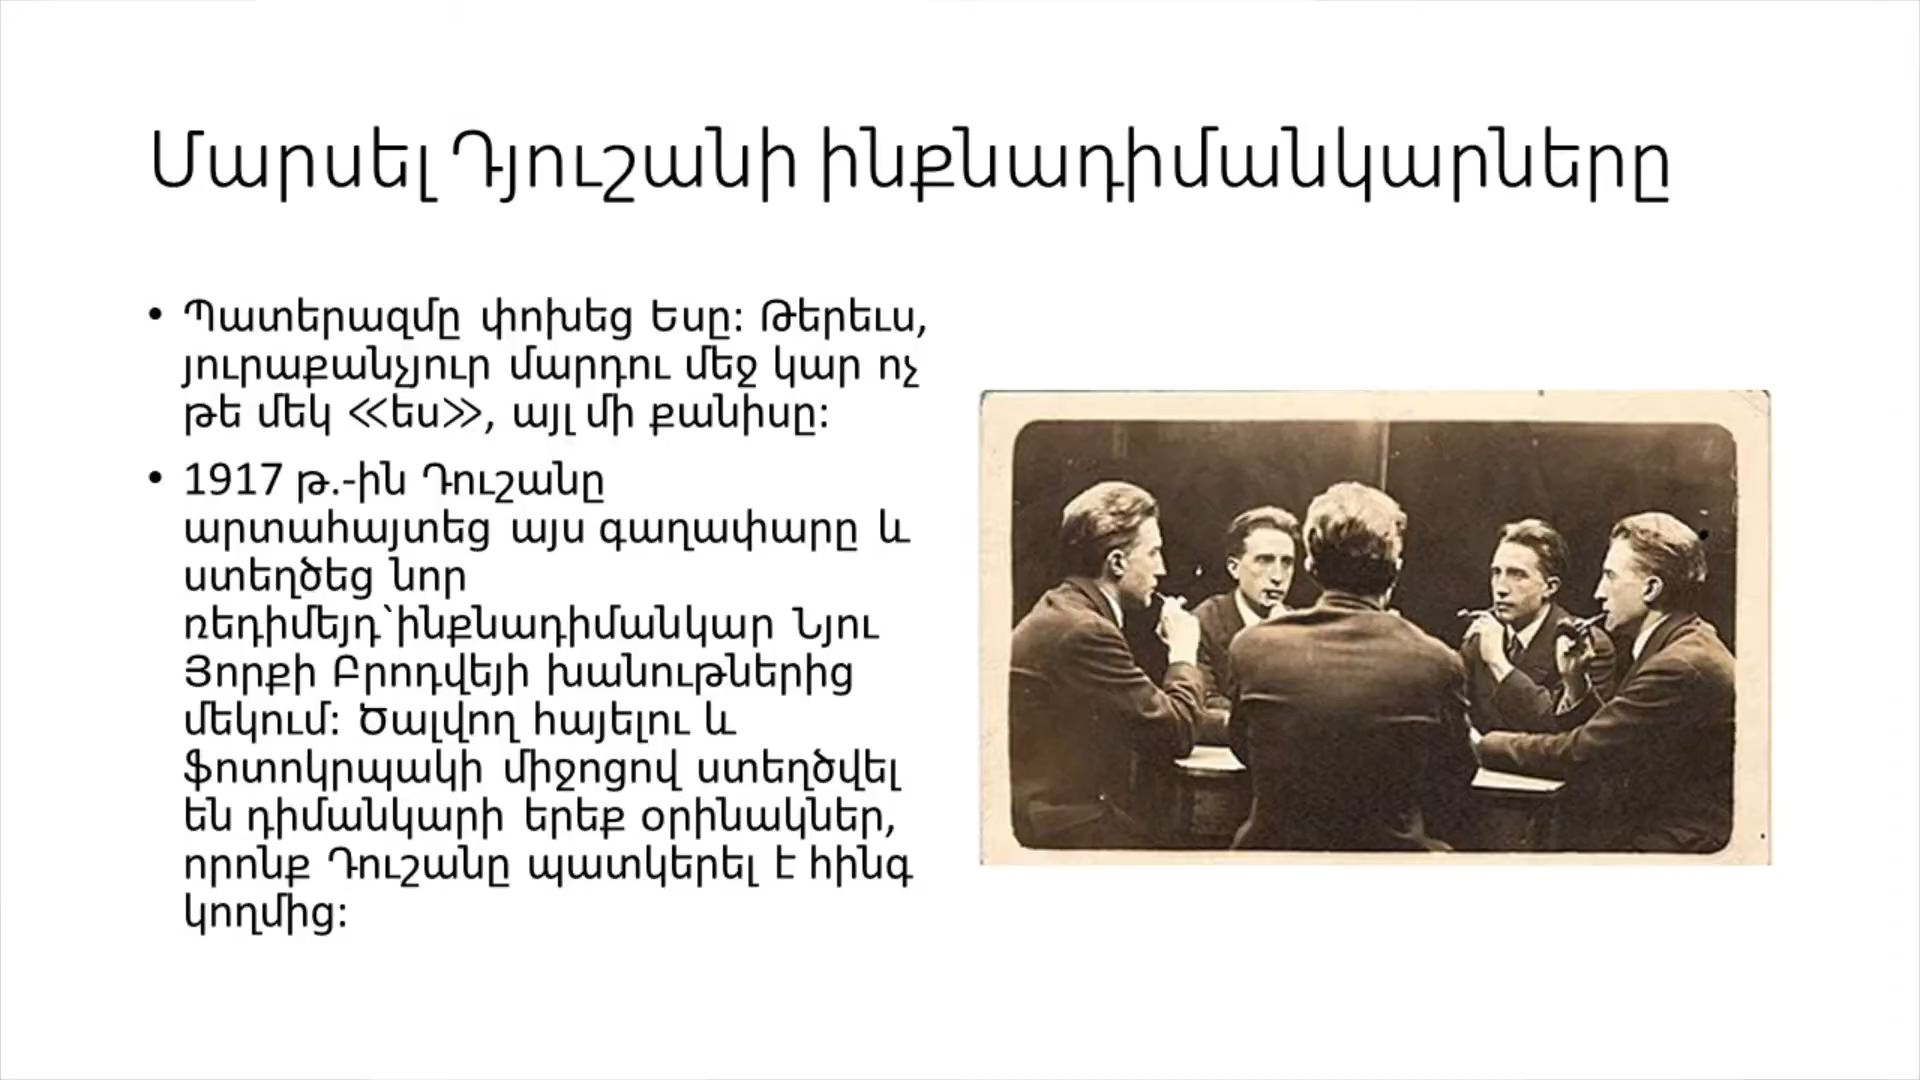 Մարսել Դյուշանի ինքնադիմանկարները
• Պատերազմը փոխեց Եսը: Թերեւս,
յուրաքանչյուր մարդու մեջ կար ոչ
թե մեկ <<ես>>, այլ մի քանիսը:
• 1917 թ.-ին Դուշանը
արտահայտեց այս գաղափարը և
ստեղծեց նոր
ռեդիմեյդ՝ինքնադիմանկար Նյու
Յորքի Բրոդվեյի խանութներից
մեկում: Ծալվող հայելու և
ֆոտոկրպակի միջոցով ստեղծվել
են դիմանկարի երեք օրինակներ,
որոնք Դուշանը պատկերել է հինգ
կողմից: